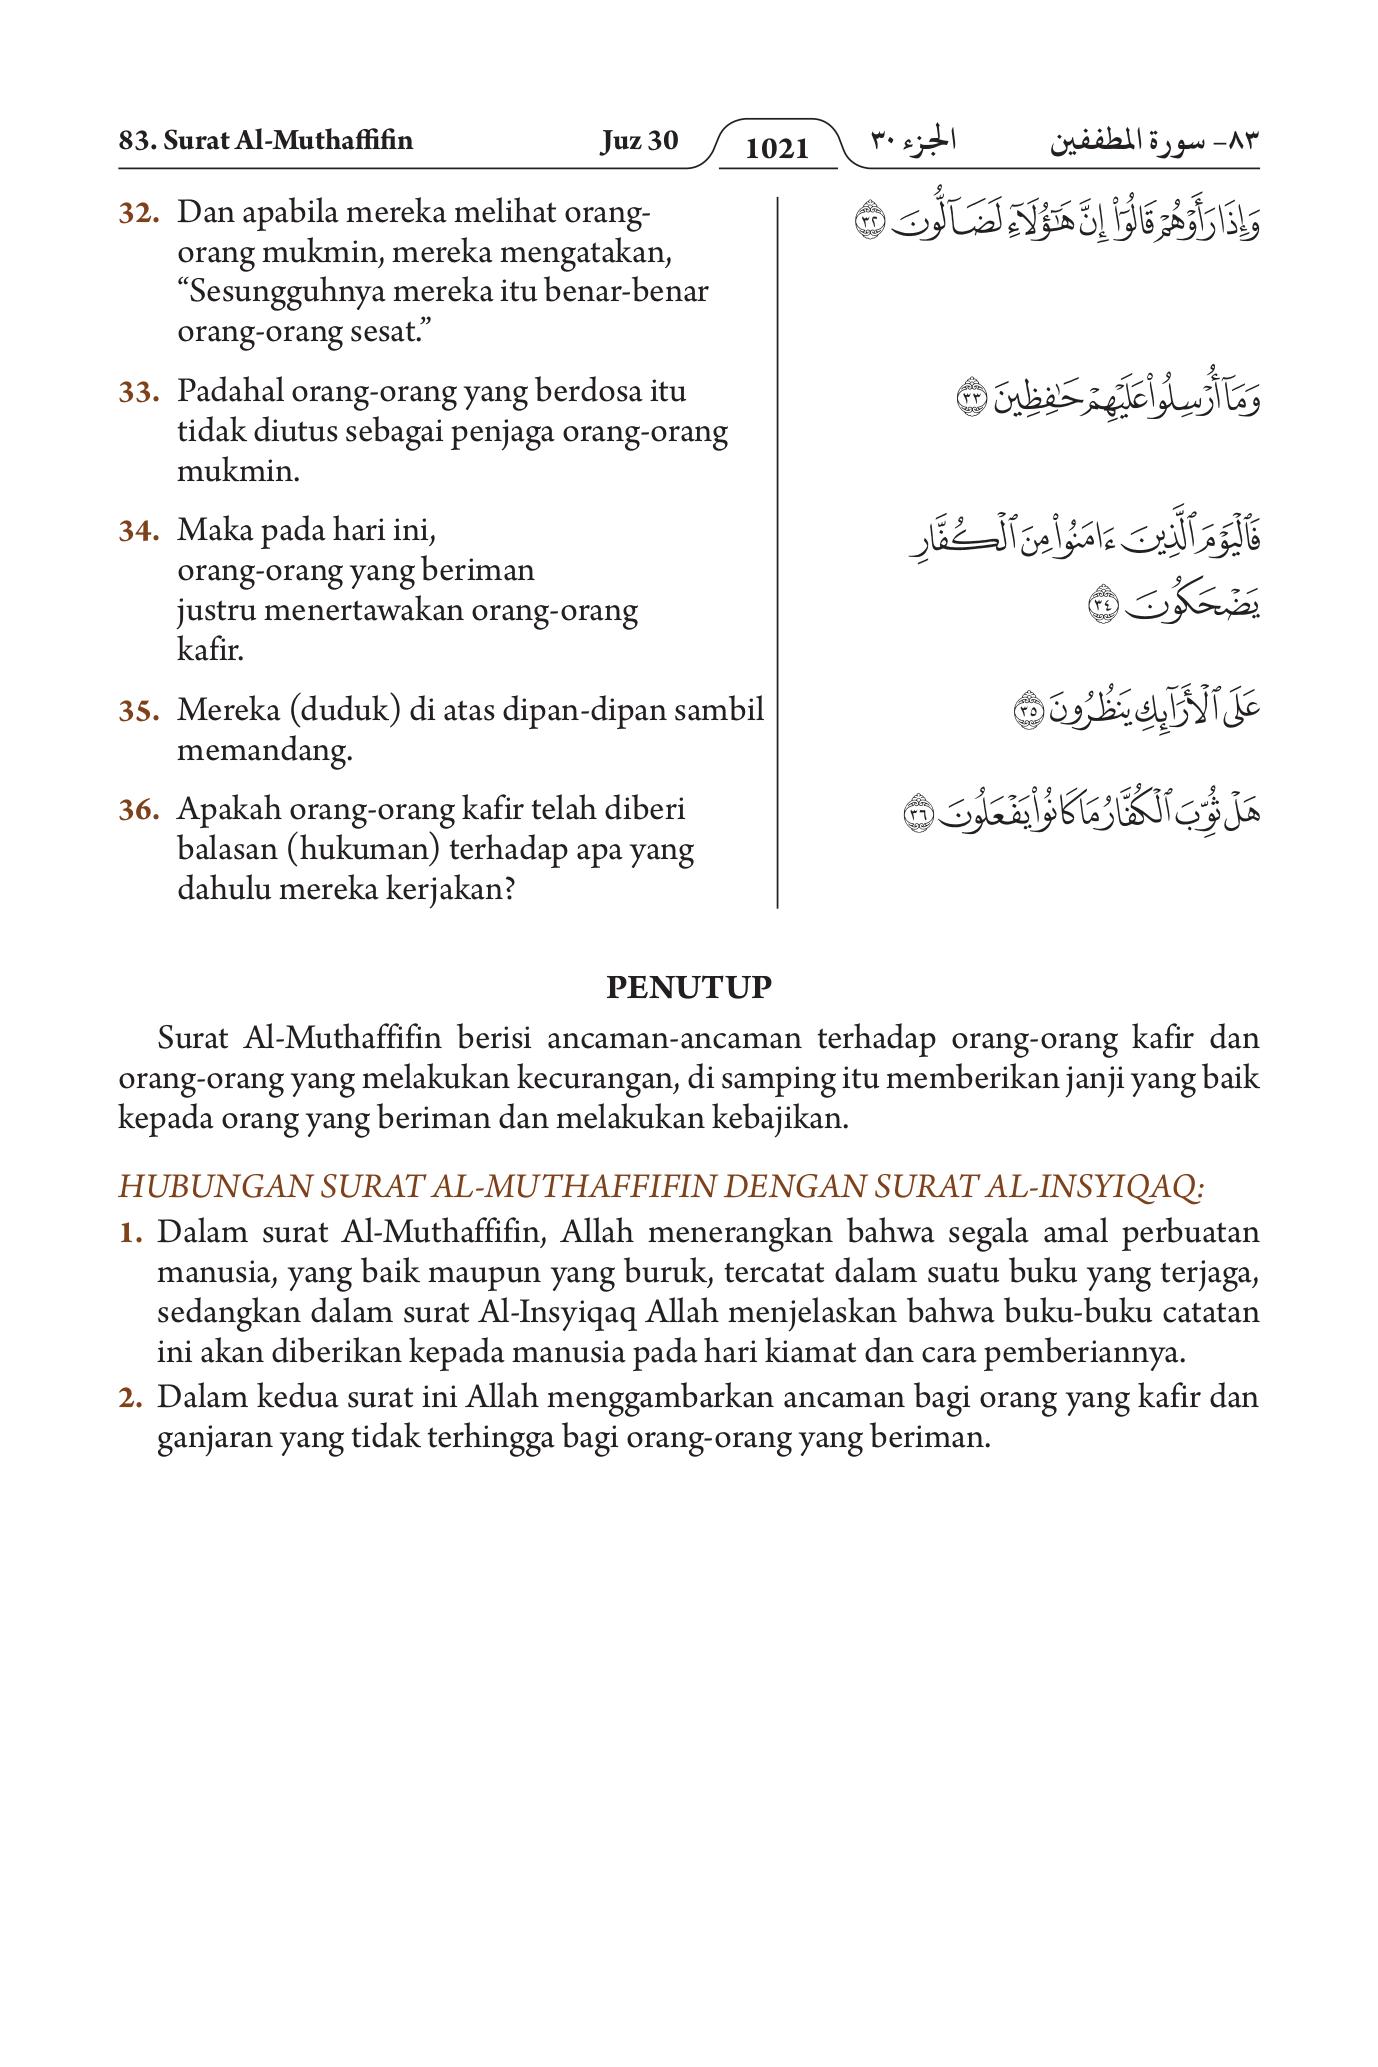 83. Surat Al-Muthaffifin Juz 30 1021 الجزء ٣٠ ٨٣– سورة المطففين
32. Dan apabila mereka melihat orang-
orang mukmin, mereka mengatakan,
“Sesungguhnya mereka itu benar-benar
orang-orang sesat.”
وَإِذَا رَأَوْهُمْ قَالُوٓا۟ إِنَّ هَٰٓؤُلَآءِ لَضَآلُّونَ ٣٢
33. Padahal orang-orang yang berdosa itu
tidak diutus sebagai penjaga orang-orang
mukmin.
وَمَآ أُرْسِلُوا۟ عَلَيْهِمْ حَٰفِظِينَ ٣٣
34. Maka pada hari ini,
orang-orang yang beriman
justru menertawakan orang-orang
kafir.
فَٱلْيَوْمَ ٱلَّذِينَ ءَامَنُوا۟ مِنَ ٱلْكُفَّارِ
يَضْحَكُونَ ٣٤
35. Mereka (duduk) di atas dipan-dipan sambil
memandang.
عَلَى ٱلْأَرَآئِكِ يَنظُرُونَ ٣٥
36. Apakah orang-orang kafir telah diberi
balasan (hukuman) terhadap apa yang
dahulu mereka kerjakan?
هَلْ ثُوِّبَ ٱلْكُفَّارُ مَا كَانُوا۟ يَفْعَلُونَ ٣٦
PENUTUP
Surat Al-Muthaffifin berisi ancaman-ancaman terhadap orang-orang kafir dan
orang-orang yang melakukan kecurangan, di samping itu memberikan janji yang baik
kepada orang yang beriman dan melakukan kebajikan.
HUBUNGAN SURAT AL-MUTHAFFIFIN DENGAN SURAT AL-INSYIQAQ:
1. Dalam surat Al-Muthaffifin, Allah menerangkan bahwa segala amal perbuatan
manusia, yang baik maupun yang buruk, tercatat dalam suatu buku yang terjaga,
sedangkan dalam surat Al-Insyiqaq Allah menjelaskan bahwa buku-buku catatan
ini akan diberikan kepada manusia pada hari kiamat dan cara pemberiannya.
2. Dalam kedua surat ini Allah menggambarkan ancaman bagi orang yang kafir dan
ganjaran yang tidak terhingga bagi orang-orang yang beriman.